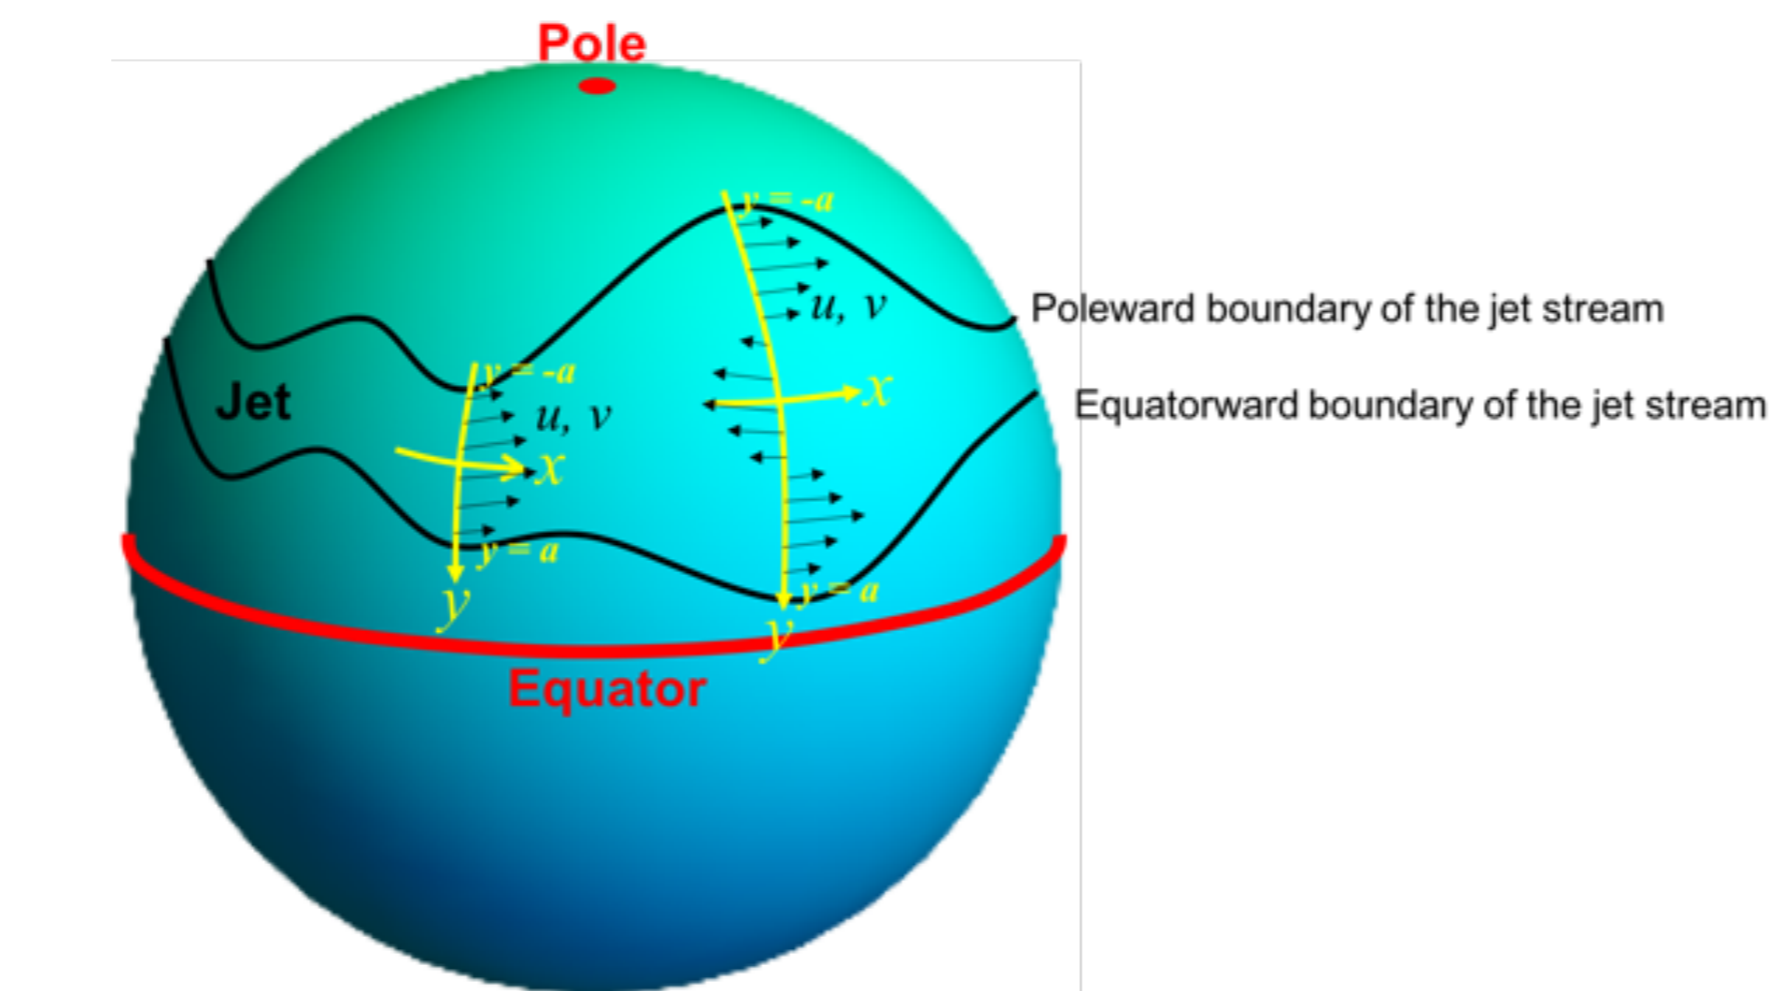 Pole
y = -a
u, v
Poleward boundary of the jet stream
y = -a
Jet
u, v
x
Equatorward boundary of the jet stream
x
y = a
y
y = a
y
Equator